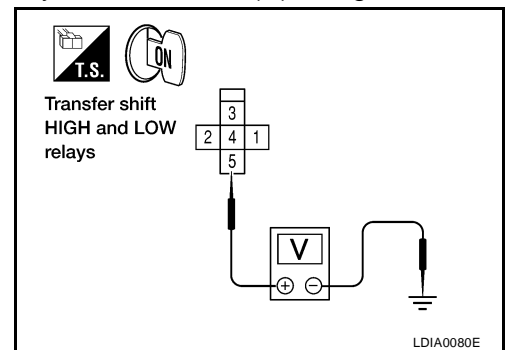 T.S.
ON
Transfer shift
HIGH and LOW
relays
3
2 4 1
5
V
+ −
LDIA0080E